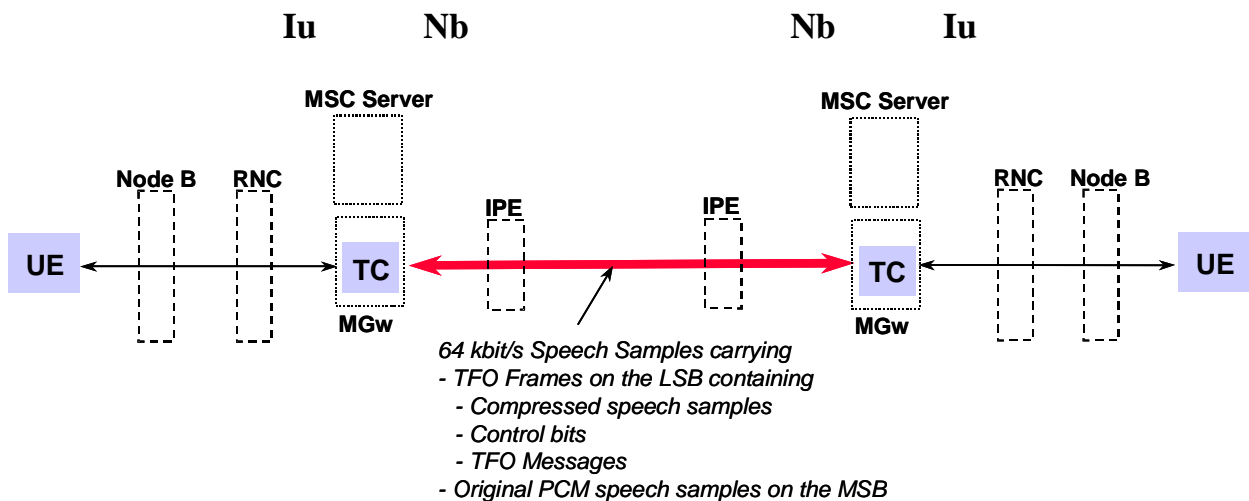 Iu Nb Nb Iu
MSC Server MSC Server
Node B RNC RNC Node B
IPE IPE
UE TC TC UE
MGw MGw
64 kbit/s Speech Samples carrying
- TFO Frames on the LSB containing
- Compressed speech samples
- Control bits
- TFO Messages
- Original PCM speech samples on the MSB